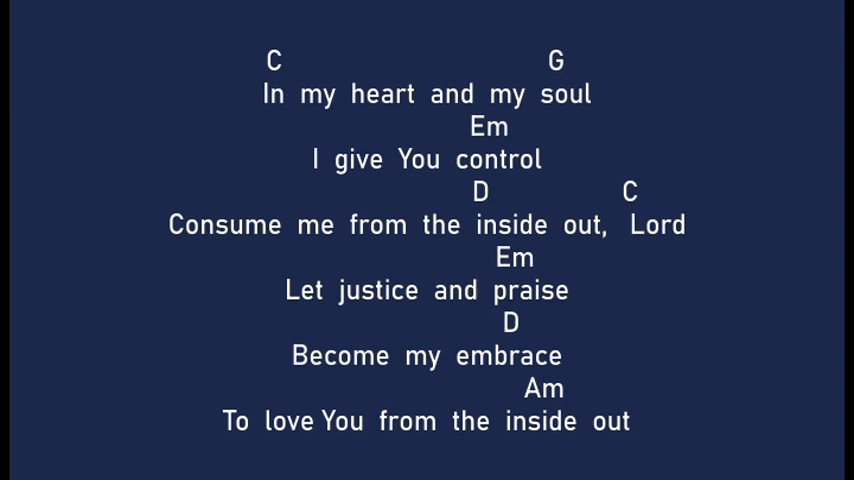 C G
In my heart and my soul
Em
I give You control
D C
Consume me from the inside out, Lord
Em
Let justice and praise
D
Become my embrace
Am
To love You from the inside out